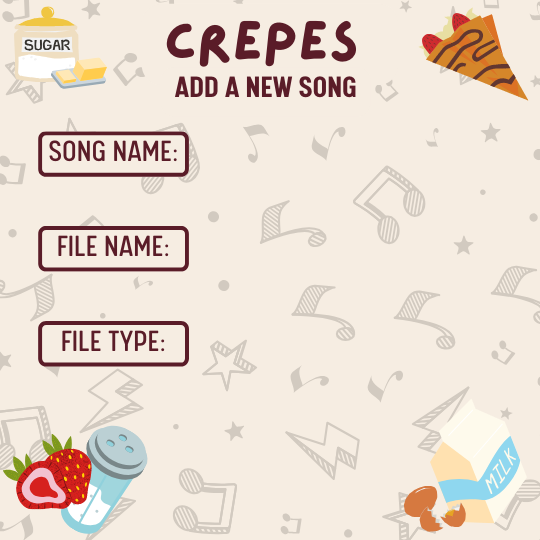 SUGAR
CREPES
ADD A NEW SONG
SONG NAME:
FILE NAME:
FILE TYPE:
MILK